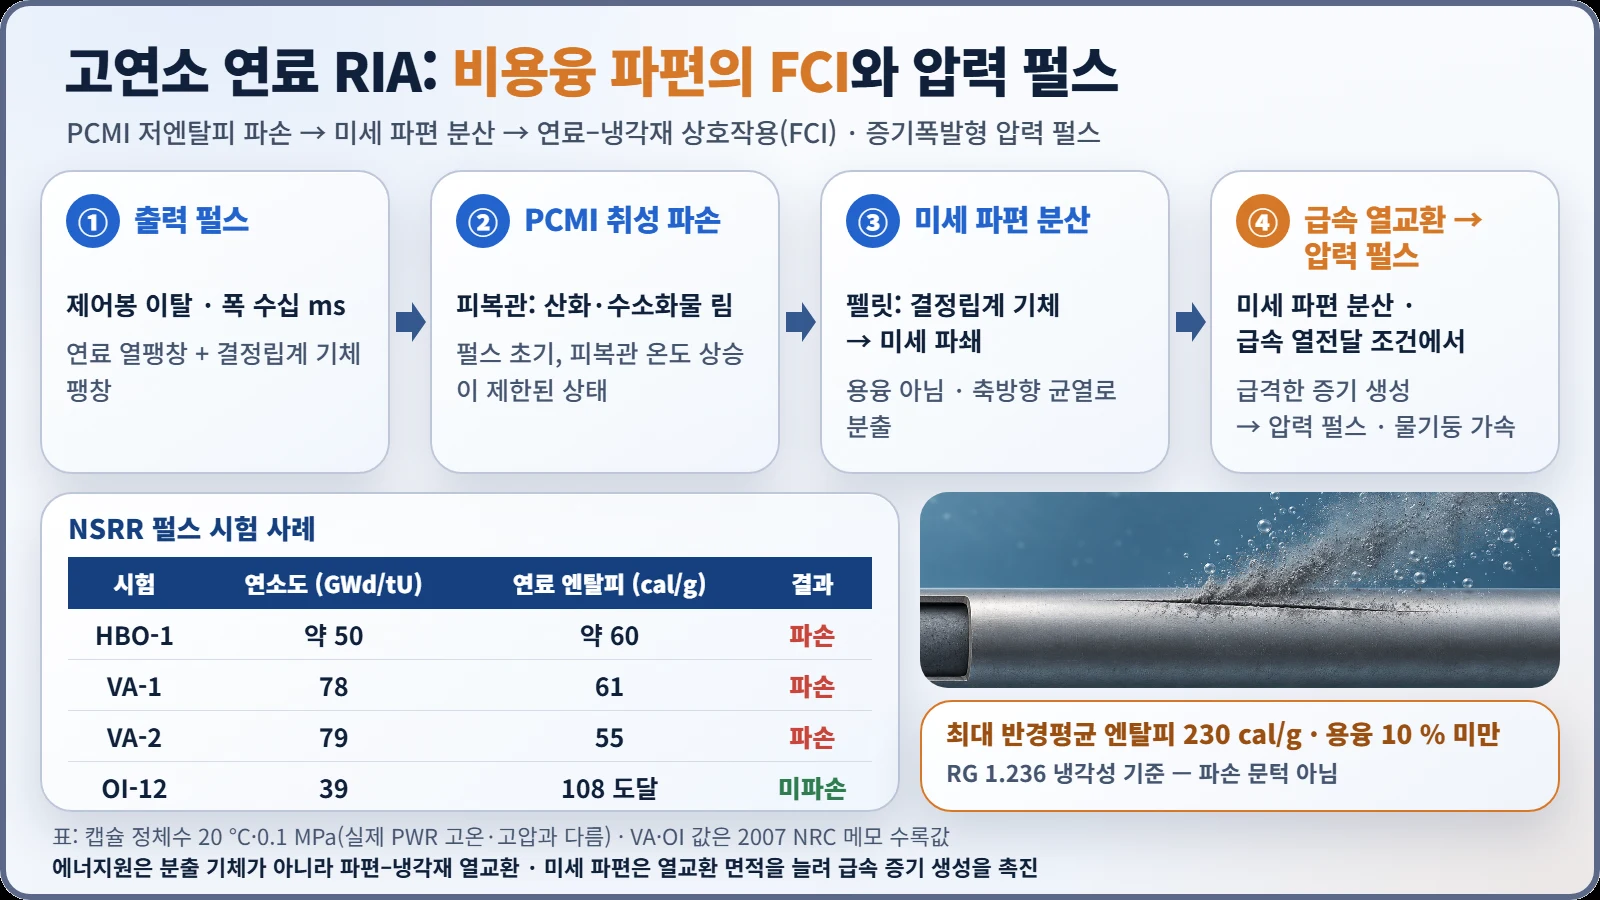 고연소 연료 RIA: 비용융 파편의 FCI와 압력 펄스
PCMI 저엔탈피 파손 → 미세 파편 분산 → 연료–냉각재 상호작용(FCI) · 증기폭발형 압력 펄스
① 출력 펄스
제어봉 이탈 · 폭 수십 ms
연료 열팽창 + 결정립계 기체
팽창
② PCMI 취성 파손
피복관: 산화·수소화물 림
펄스 초기, 피복관 온도 상승
이 제한된 상태
③ 미세 파편 분산
펠릿: 결정립계 기체
→ 미세 파쇄
용융 아님 · 축방향 균열로
분출
④ 급속 열교환 →
압력 펄스
미세 파편 분산 ·
급속 열전달 조건에서
급격한 증기 생성
→ 압력 펄스 · 물기둥 가속
NSRR 펄스 시험 사례
시험 연소도 (GWd/tU) 연료 엔탈피 (cal/g) 결과
HBO-1 약 50 약 60 파손
VA-1 78 61 파손
VA-2 79 55 파손
OI-12 39 108 도달 미파손
최대 반경평균 엔탈피 230 cal/g · 용융 10 % 미만
RG 1.236 냉각성 기준 — 파손 문턱 아님
표: 캡슐 정체수 20 °C·0.1 MPa(실제 PWR 고온·고압과 다름) · VA·OI 값은 2007 NRC 메모 수록값
에너지원은 분출 기체가 아니라 파편–냉각재 열교환 · 미세 파편은 열교환 면적을 늘려 급속 증기 생성을 촉진